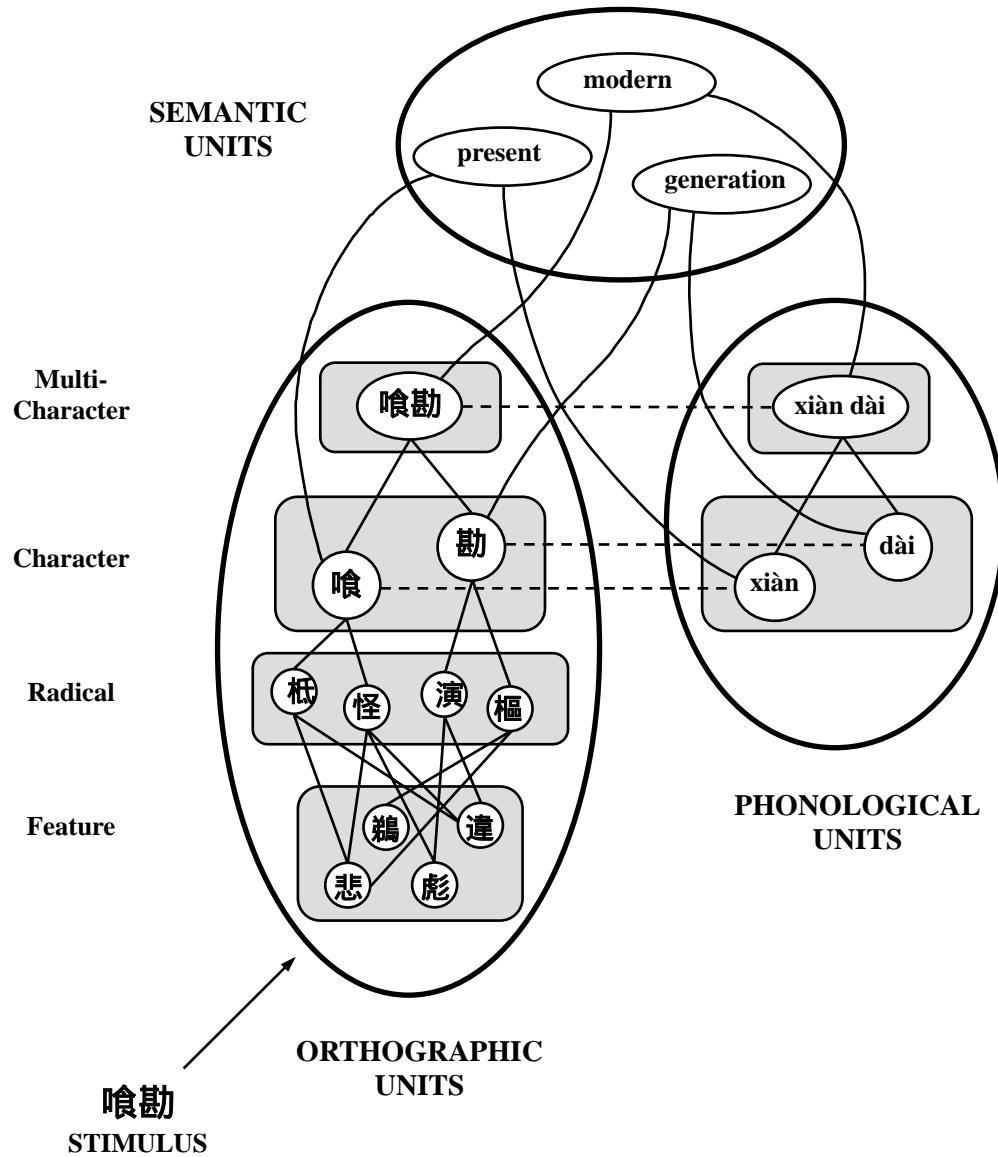 SEMANTIC
UNITS
modern
present
generation
Multi-
Character
喰勘
xiàn dài
Character
喰
勘
xiàn
dài
Radical
柢
怪
演
樞
Feature
鵜
違
悲
彪
PHONOLOGICAL
UNITS
ORTHOGRAPHIC
UNITS
喰勘
STIMULUS